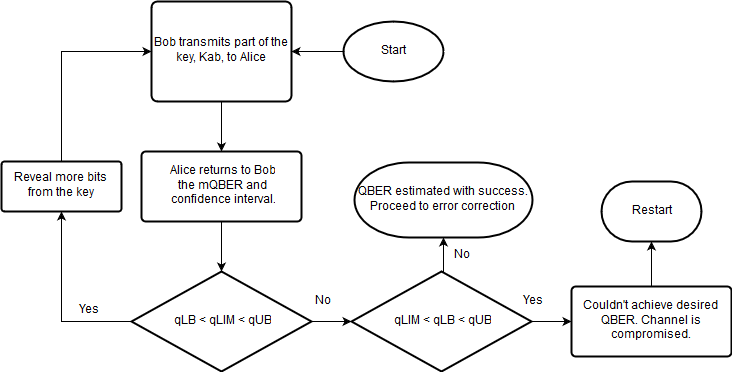 Bob transmits part of the
key, Kab, to Alice
Start
Reveal more bits
from the key
Alice returns to Bob
the mQBER and
confidence interval.
QBER estimated with success.
Proceed to error correction
Restart
No
Yes
qLB < qLIM < qUB
No
qLIM < qLB < qUB
Yes
Couldn't achieve desired
QBER. Channel is
compromised.